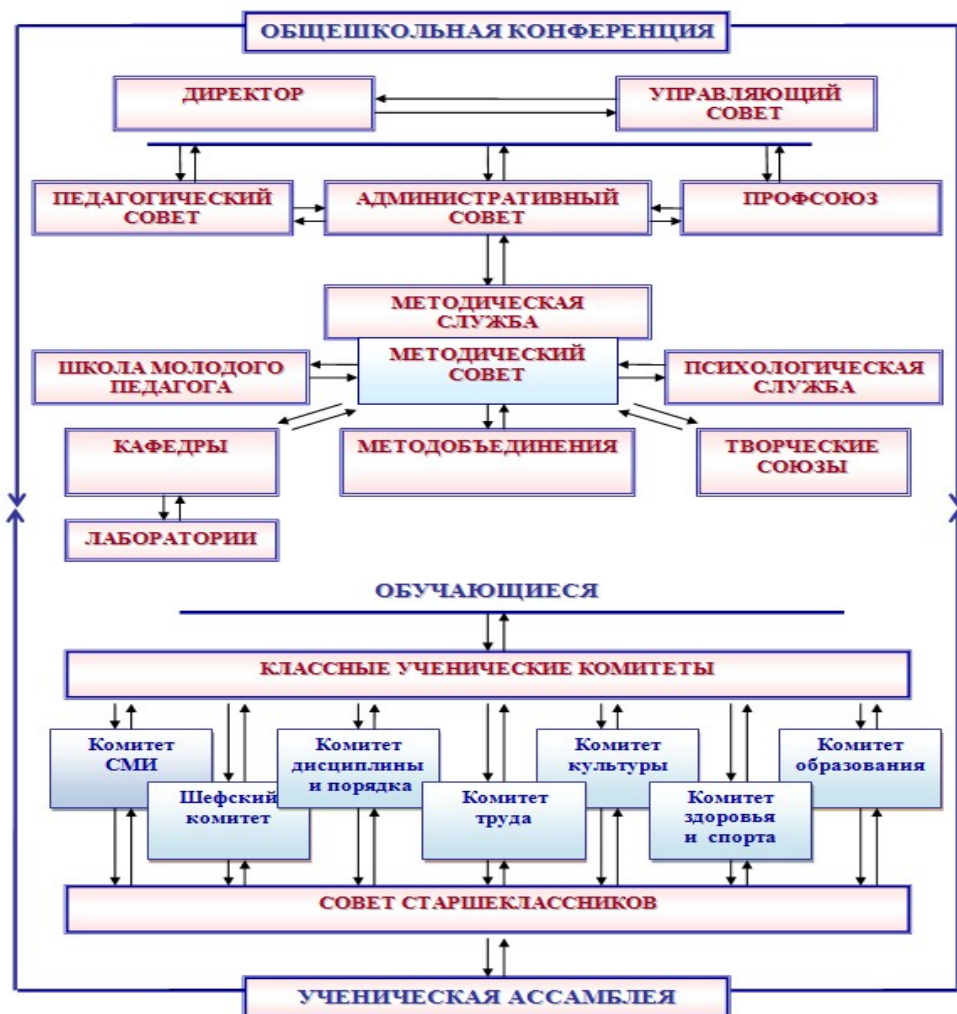 ОБЩЕШКОЛЬНАЯ КОНФЕРЕНЦИЯ
ДИРЕКТОР
УПРАВЛЯЮЩИЙ
СОВЕТ
ПЕДАГОГИЧЕСКИЙ
СОВЕТ
АДМИНИСТРАТИВНЫЙ
СОВЕТ
ПРОФСОЮЗ
МЕТОДИЧЕСКАЯ
СЛУЖБА
ШКОЛА МОЛОДОГО
ПЕДАГОГА
МЕТОДИЧЕСКИЙ
СОВЕТ
ПСИХОЛОГИЧЕСКАЯ
СЛУЖБА
КАФЕДРЫ
МЕТОДОБЪЕДИНЕНИЯ
ТВОРЧЕСКИЕ
СОЮЗЫ
ЛАБОРАТОРИИ
ОБУЧАЮЩИЕСЯ
КЛАССНЫЕ УЧЕНИЧЕСКИЕ КОМИТЕТЫ
Комитет
СМИ
Шефский
комитет
Комитет
дисциплины
и порядка
Комитет
труда
Комитет
культуры
Комитет
здоровья
и спорта
Комитет
образования
СОВЕТ СТАРШЕКЛАССНИКОВ
УЧЕНИЧЕСКАЯ АССАМБЛЕЯ